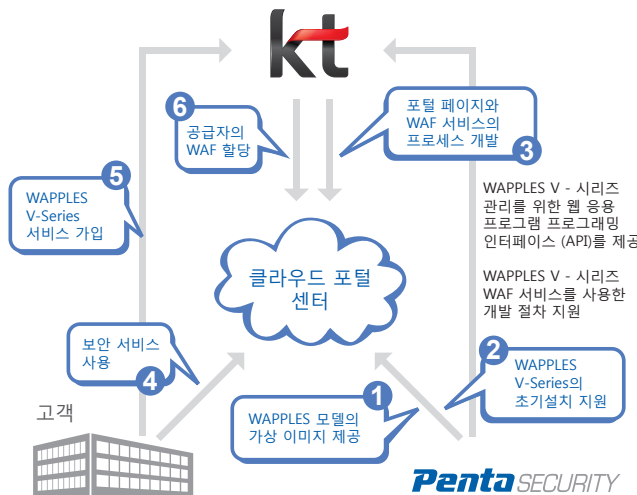 kt
6
공급자의
WAF 할당
포털 페이지와
WAF 서비스의
프로세스 개발
3
5
WAPPLES
V-Series
서비스 가입
WAPPLES V - 시리즈
관리를 위한 웹 응용
프로그램 프로그래밍
인터페이스 (API)를 제공
WAPPLES V - 시리즈
WAF 서비스를 사용한
개발 절차 지원
클라우드 포털
센터
보안 서비스
사용
4
2
WAPPLES
V-Series의
초기설치 지원
1
WAPPLES 모델의
가상 이미지 제공
고객
Penta SECURITY